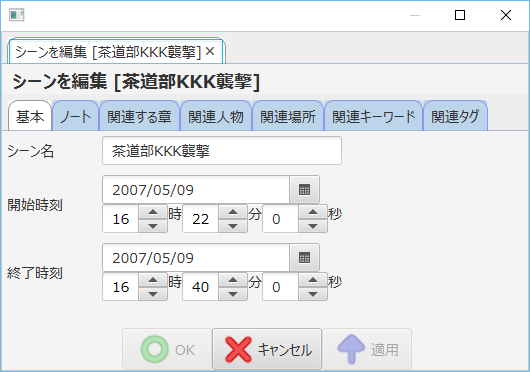 シーンを編集 [茶道部KKK襲撃]
シーンを編集 [茶道部KKK襲撃]
基本 ノート 関連する章 関連人物 関連場所 関連キーワード 関連タグ
シーン名 茶道部KKK襲撃
開始時刻 2007/05/09
16 時 22 分 0 秒
終了時刻 2007/05/09
16 時 40 分 0 秒
OK キャンセル 適用